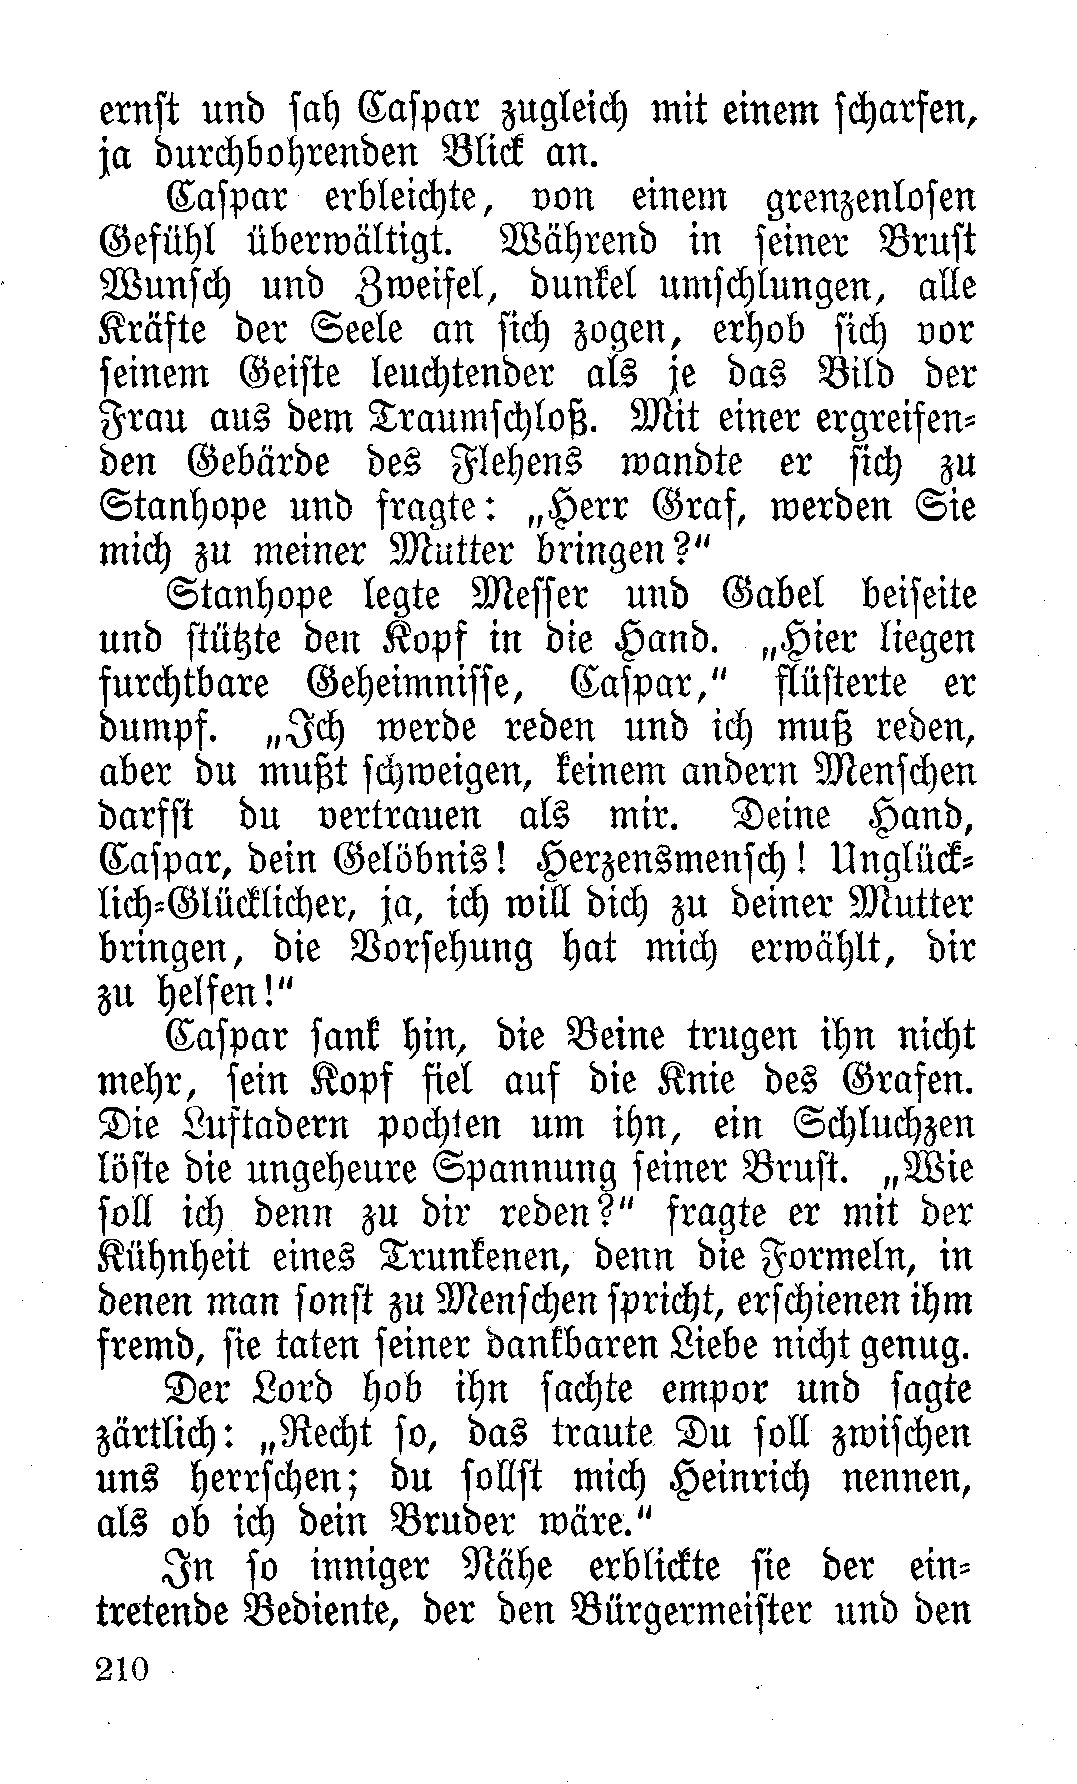 ernst und sah Caspar zugleich mit einem scharfen,
ja durchbohrenden Blick an.
Caspar erbleichte, von einem grenzenlosen
Gefühl überwältigt. Während in seiner Brust
Wunsch und Zweifel, dunkel umschlungen, alle
Kräfte der Seele an sich zogen, erhob sich vor
seinem Geiste leuchtender als je das Bild der
Frau aus dem Traumschloß. Mit einer ergreifen-
den Gebärde des Flehens wandte er sich zu
Stanhope und fragte: „Herr Graf, werden Sie
mich zu meiner Mutter bringen?“
Stanhope legte Messer und Gabel beiseite
und stützte den Kopf in die Hand. „Hier liegen
furchtbare Geheimnisse, Caspar,“ flüsterte er
dumpf. „Ich werde reden und ich muß reden,
aber du mußt schweigen, keinem andern Menschen
darfst du vertrauen als mir. Deine Hand,
Caspar, dein Gelöbnis! Herzensmensch! Unglück-
lich-Glücklicher, ja, ich will dich zu deiner Mutter
bringen, die Vorsehung hat mich erwählt, dir
zu helfen!“
Caspar sank hin, die Beine trugen ihn nicht
mehr, sein Kopf fiel auf die Knie des Grafen.
Die Luftadern pochten um ihn, ein Schluchzen
löste die ungeheure Spannung seiner Brust. „Wie
soll ich denn zu dir reden?“ fragte er mit der
Kühnheit eines Trunkenen, denn die Formeln, in
denen man sonst zu Menschen spricht, erschienen ihm
fremd, sie taten seiner dankbaren Liebe nicht genug.
Der Lord hob ihn sachte empor und sagte
zärtlich: „Recht so, das traute Du soll zwischen
uns herrschen; du sollst mich Heinrich nennen,
als ob ich dein Bruder wäre.“
In so inniger Nähe erblickte sie der ein-
tretende Bediente, der den Bürgermeister und den
210